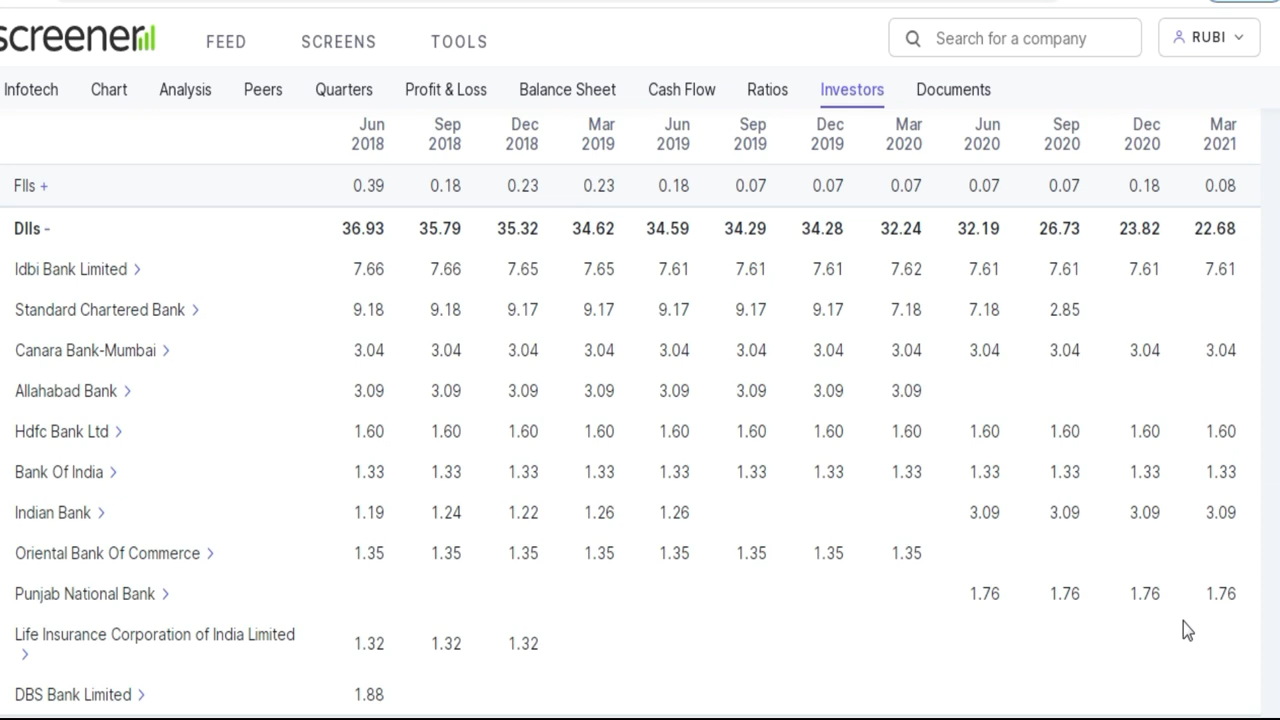 screener
FEED SCREENS TOOLS Search for a company RUBI
Infotech Chart Analysis Peers Quarters Profit & Loss Balance Sheet Cash Flow Ratios Investors Documents
Jun 2018 Sep 2018 Dec 2018 Mar 2019 Jun 2019 Sep 2019 Dec 2019 Mar 2020 Jun 2020 Sep 2020 Dec 2020 Mar 2021
FIIs + 0.39 0.18 0.23 0.23 0.18 0.07 0.07 0.07 0.07 0.07 0.18 0.08
DIIs - 36.93 35.79 35.32 34.62 34.59 34.29 34.28 32.24 32.19 26.73 23.82 22.68
Idbi Bank Limited > 7.66 7.66 7.65 7.65 7.61 7.61 7.61 7.62 7.61 7.61 7.61 7.61
Standard Chartered Bank > 9.18 9.18 9.17 9.17 9.17 9.17 9.17 7.18 7.18 2.85
Canara Bank-Mumbai > 3.04 3.04 3.04 3.04 3.04 3.04 3.04 3.04 3.04 3.04 3.04 3.04
Allahabad Bank > 3.09 3.09 3.09 3.09 3.09 3.09 3.09 3.09
Hdfc Bank Ltd > 1.60 1.60 1.60 1.60 1.60 1.60 1.60 1.60 1.60 1.60 1.60 1.60
Bank Of India > 1.33 1.33 1.33 1.33 1.33 1.33 1.33 1.33 1.33 1.33 1.33 1.33
Indian Bank > 1.19 1.24 1.22 1.26 1.26 3.09 3.09 3.09 3.09
Oriental Bank Of Commerce > 1.35 1.35 1.35 1.35 1.35 1.35 1.35 1.35
Punjab National Bank > 1.76 1.76 1.76 1.76
Life Insurance Corporation of India Limited > 1.32 1.32 1.32
DBS Bank Limited > 1.88